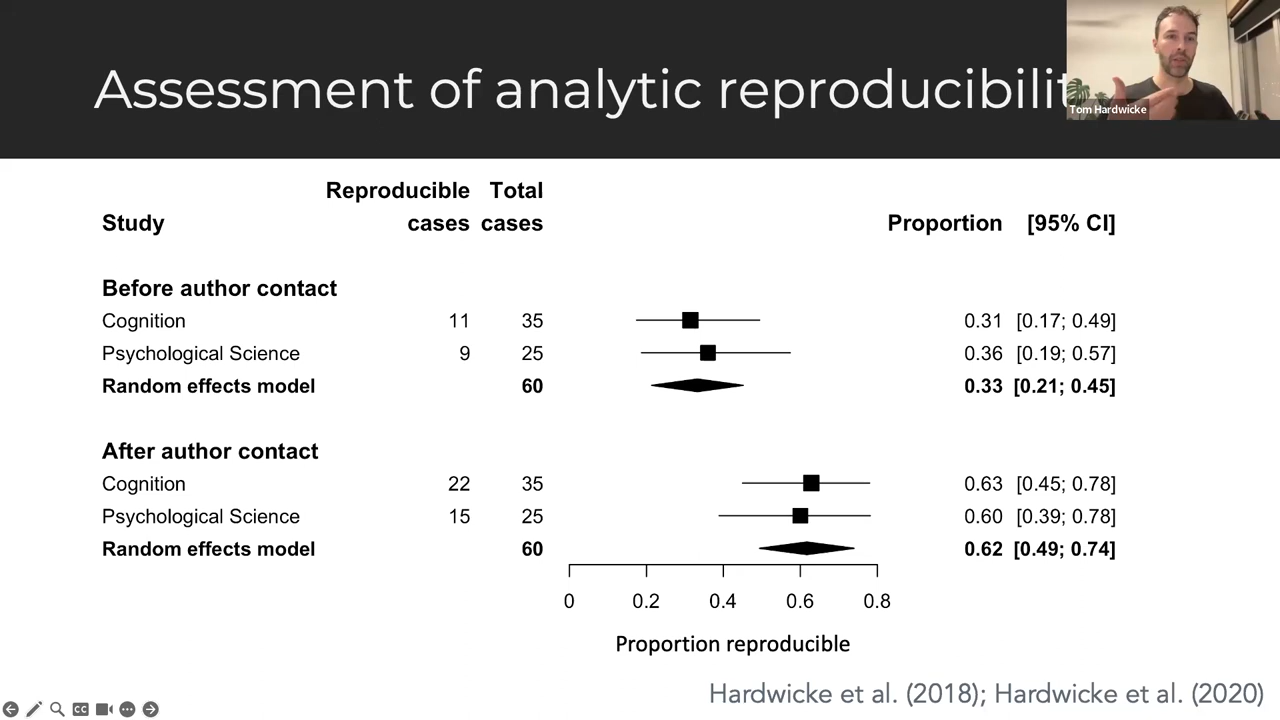 Assessment of analytic reproducibilit
Tom Hardwicke
Reproducible Total
Study cases cases Proportion [95% CI]
Before author contact
Cognition 11 35 0.31 [0.17; 0.49]
Psychological Science 9 25 0.36 [0.19; 0.57]
Random effects model 60 0.33 [0.21; 0.45]
After author contact
Cognition 22 35 0.63 [0.45; 0.78]
Psychological Science 15 25 0.60 [0.39; 0.78]
Random effects model 60 0.62 [0.49; 0.74]
0 0.2 0.4 0.6 0.8
Proportion reproducible
Hardwicke et al. (2018); Hardwicke et al. (2020)
CC